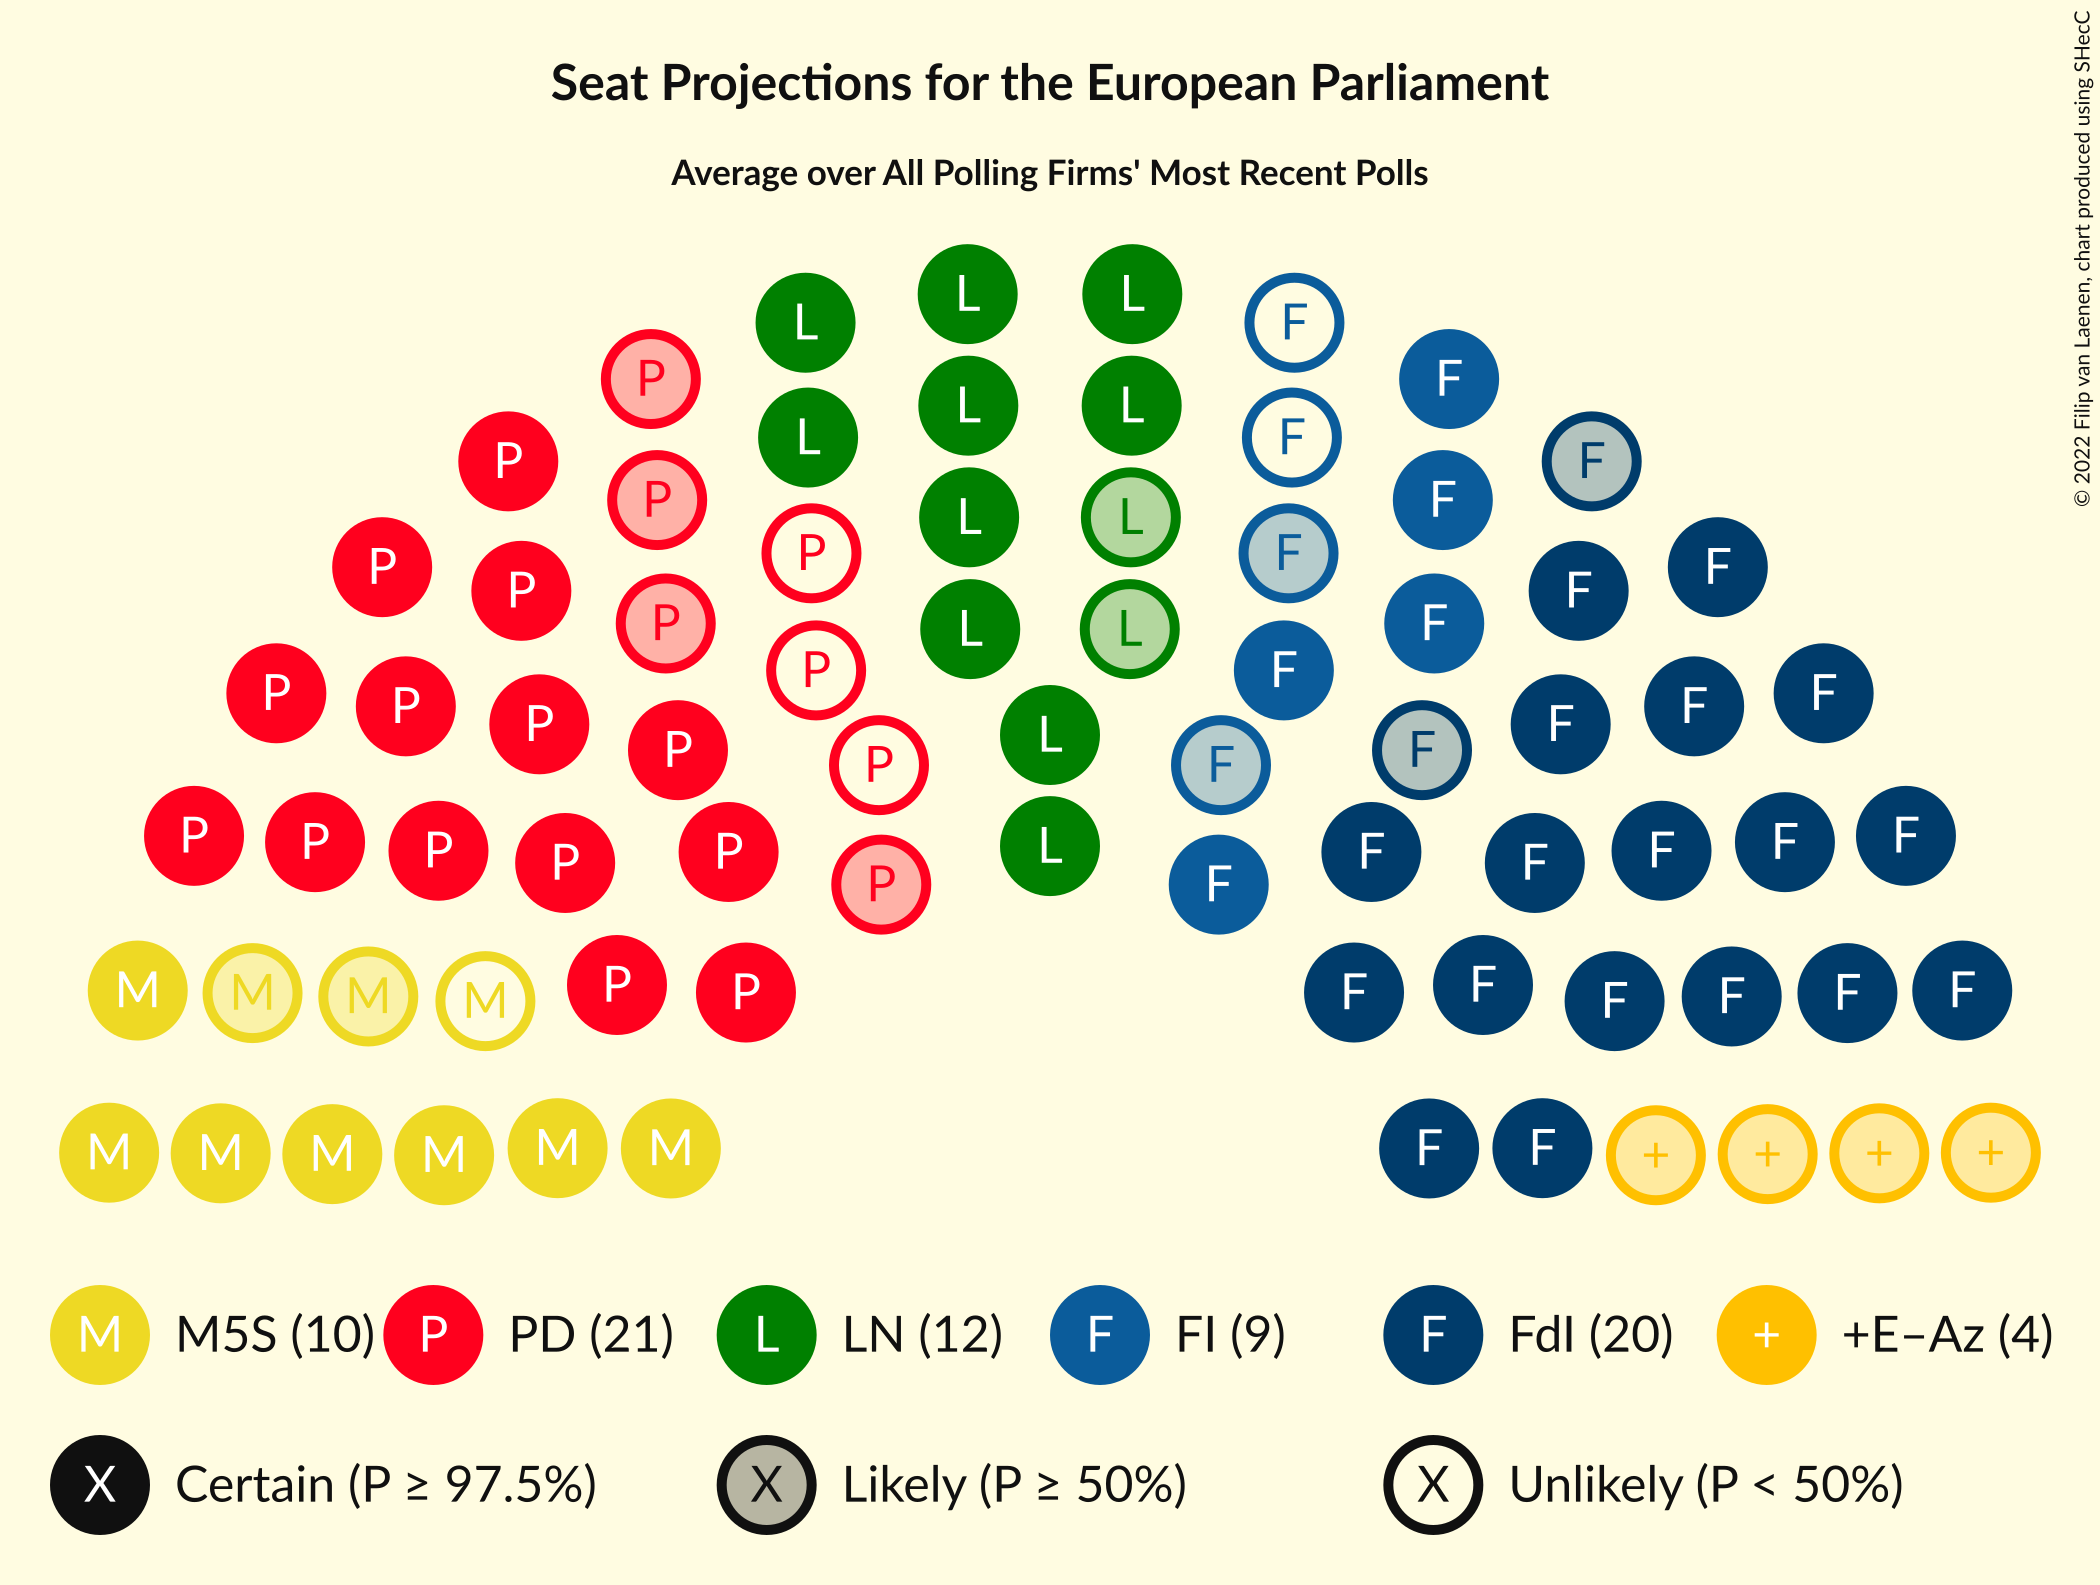 Seat Projections for the European Parliament
Average over All Polling Firms' Most Recent Polls
© 2022 Filip van Laenen, chart produced using SHecC
L L
L F
P F
L L
P F
L F
P F
L L
P F
P F
P F
P F
P F
L L
P F
P F
P F
L L
P F
P F
P F
P F
P F
P F
L
P F
P F
P F
P F
L
P F
P F
P F
P F
P F
M P F F
M M P F F F
M F
M F
M M F F
M M + +
M M + +
M M5S (10) P PD (21) L LN (12) F FI (9) F FdI (20) + +E–Az (4)
X Certain (P ≥ 97.5%) X Likely (P ≥ 50%) X Unlikely (P < 50%)